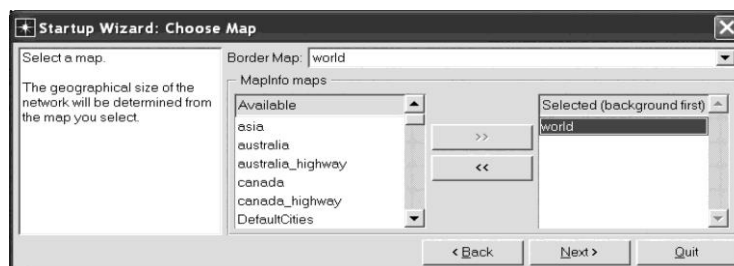 Startup Wizard: Choose Map
Select a map.
The geographical size of the
network will be determined from
the map you select.
Border Map: world
MapInfo maps
Available
asia
australia
australia_highway
canada
canada_highway
DefaultCities
>>
<<
Selected (background first)
world
< Back
Next >
Quit